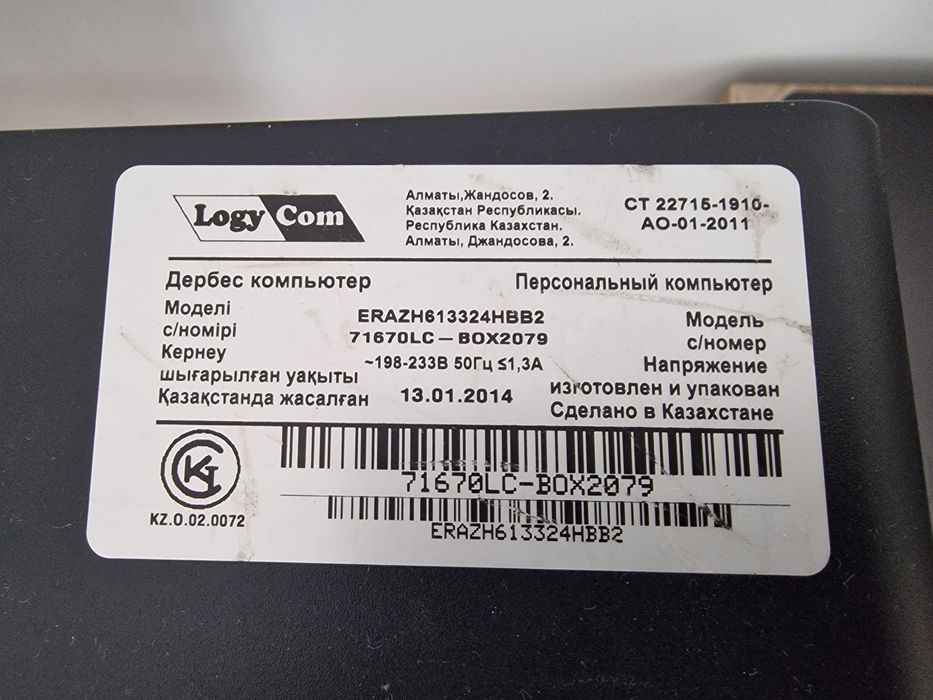 Logy Com
Алматы,Жандосов, 2.
Қазақстан Республикасы.
Республика Казахстан.
Алматы, Джандосова, 2.
СТ 22715-1910-
АО-01-2011
Дербес компьютер Персональный компьютер
Моделі ERAZH613324HBB2 Модель
с/номірі 71670LC – BOX2079 с/номер
Кернеу ~198-233В 50Гц ≤1,3А Напряжение
шығарылған уақыты 13.01.2014 изготовлен и упакован
Қазақстанда жасалған Сделано в Казахстане
KZ.O.02.0072
71670LC-BOX2079
ERAZH613324HBB2